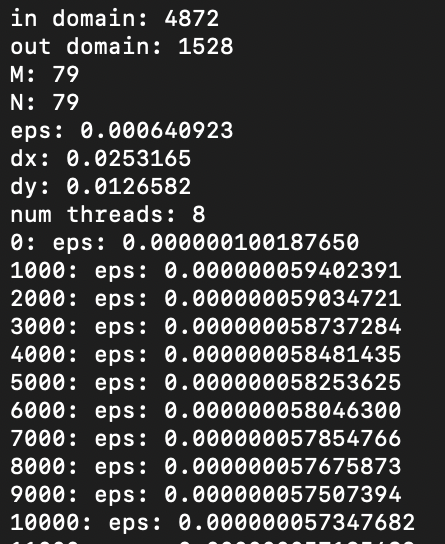 in domain: 4872
out domain: 1528
M: 79
N: 79
eps: 0.000640923
dx: 0.0253165
dy: 0.0126582
num threads: 8
0: eps: 0.000000100187650
1000: eps: 0.000000059402391
2000: eps: 0.000000059034721
3000: eps: 0.000000058737284
4000: eps: 0.000000058481435
5000: eps: 0.000000058253625
6000: eps: 0.000000058046300
7000: eps: 0.000000057854766
8000: eps: 0.000000057675873
9000: eps: 0.000000057507394
10000: eps: 0.000000057347682